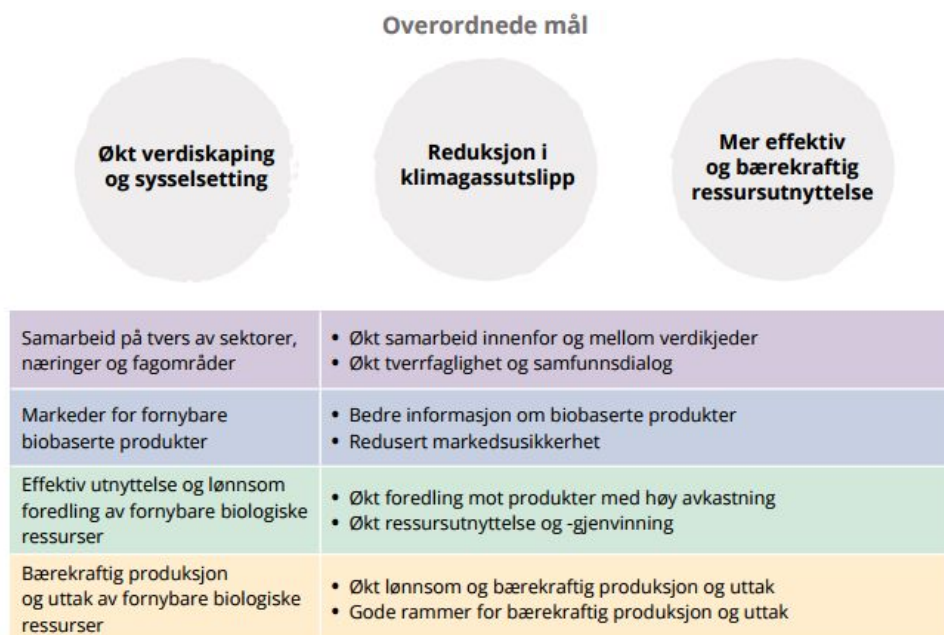 Overordnede mål
Økt verdiskaping
og sysselsetting
Reduksjon i
klimagassutslipp
Mer effektiv
og bærekraftig
ressursutnyttelse
Samarbeid på tvers av sektorer,
næringer og fagområder
• Økt samarbeid innenfor og mellom verdikjeder
• Økt tverrfaglighet og samfunnsdialog
Markeder for fornybare
biobaserte produkter
• Bedre informasjon om biobaserte produkter
• Redusert markedsusikkerhet
Effektiv utnyttelse og lønnsom
foredling av fornybare biologiske
ressurser
• Økt foredling mot produkter med høy avkastning
• Økt ressursutnyttelse og -gjenvinning
Bærekraftig produksjon
og uttak av fornybare biologiske
ressurser
• Økt lønnsom og bærekraftig produksjon og uttak
• Gode rammer for bærekraftig produksjon og uttak